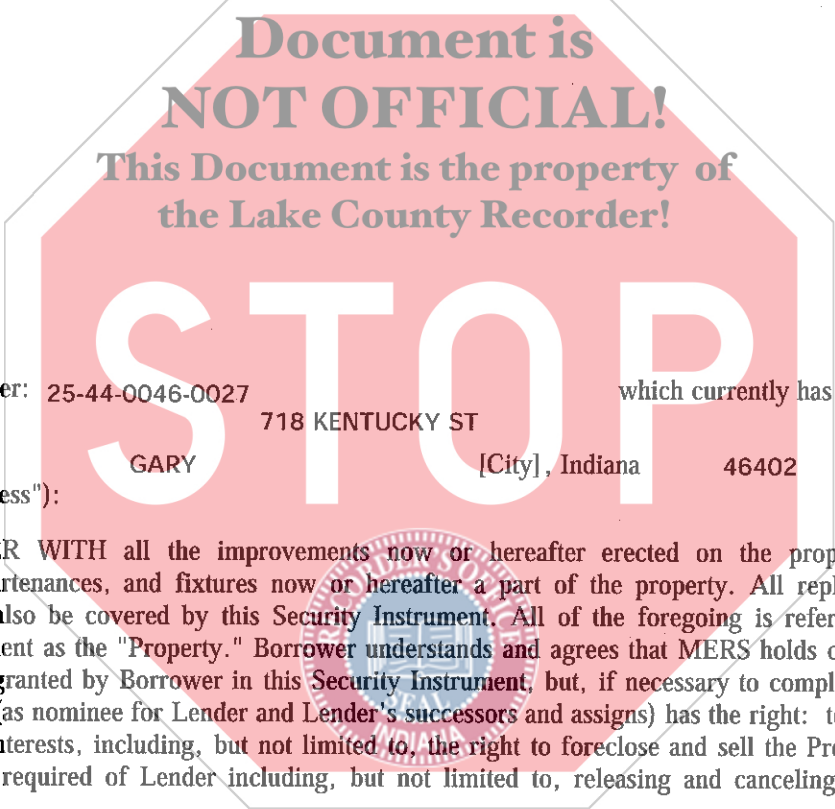 Document is
NOT OFFICIAL!
This Document is the property of
the Lake County Recorder!
STOP
er: 25-44-0046-0027 which currently has
718 KENTUCKY ST
GARY [City], Indiana 46402
ess"):
R WITH all the improvements now or hereafter erected on the prop
rtenances, and fixtures now or hereafter a part of the property. All repl
also be covered by this Security Instrument. All of the foregoing is refer
ent as the "Property." Borrower understands and agrees that MERS holds o
granted by Borrower in this Security Instrument, but, if necessary to compl
(as nominee for Lender and Lender's successors and assigns) has the right: t
nterests, including, but not limited to, the right to foreclose and sell the Pro
required of Lender including, but not limited to, releasing and canceling
RECORDER'S OFFICE
SEAL
INDIANA